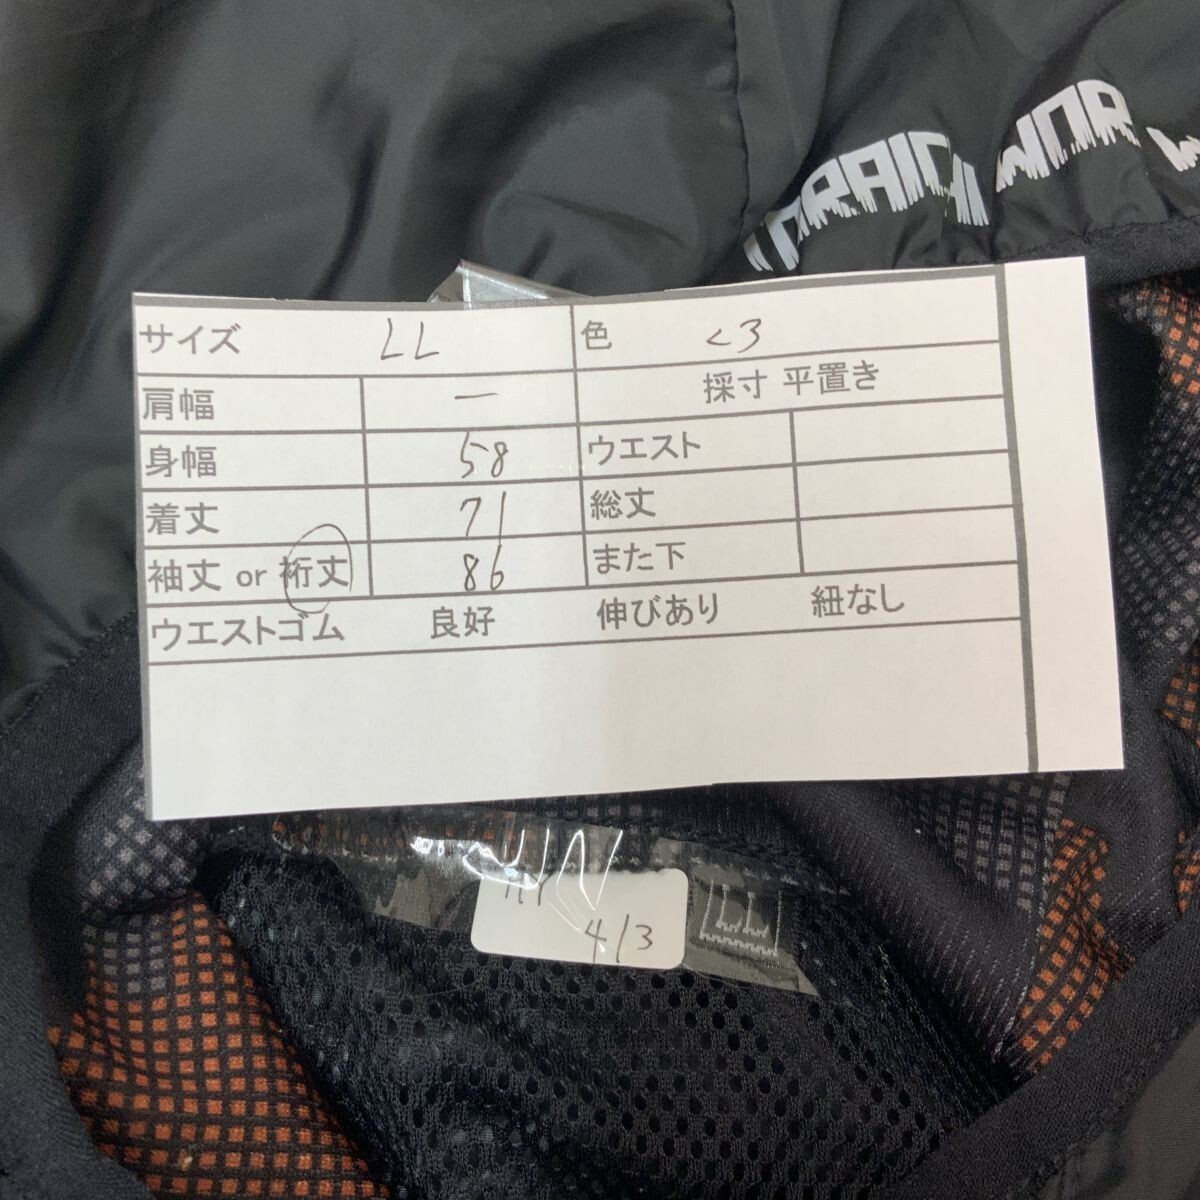 TORAICHI WOR
サイズ LL 色 くろ
肩幅 — 採寸 平置き
身幅 58 ウエスト
着丈 71 総丈
袖丈 or 裄丈 86 また下
ウエストゴム 良好 伸びあり 紐なし
4/3
LL